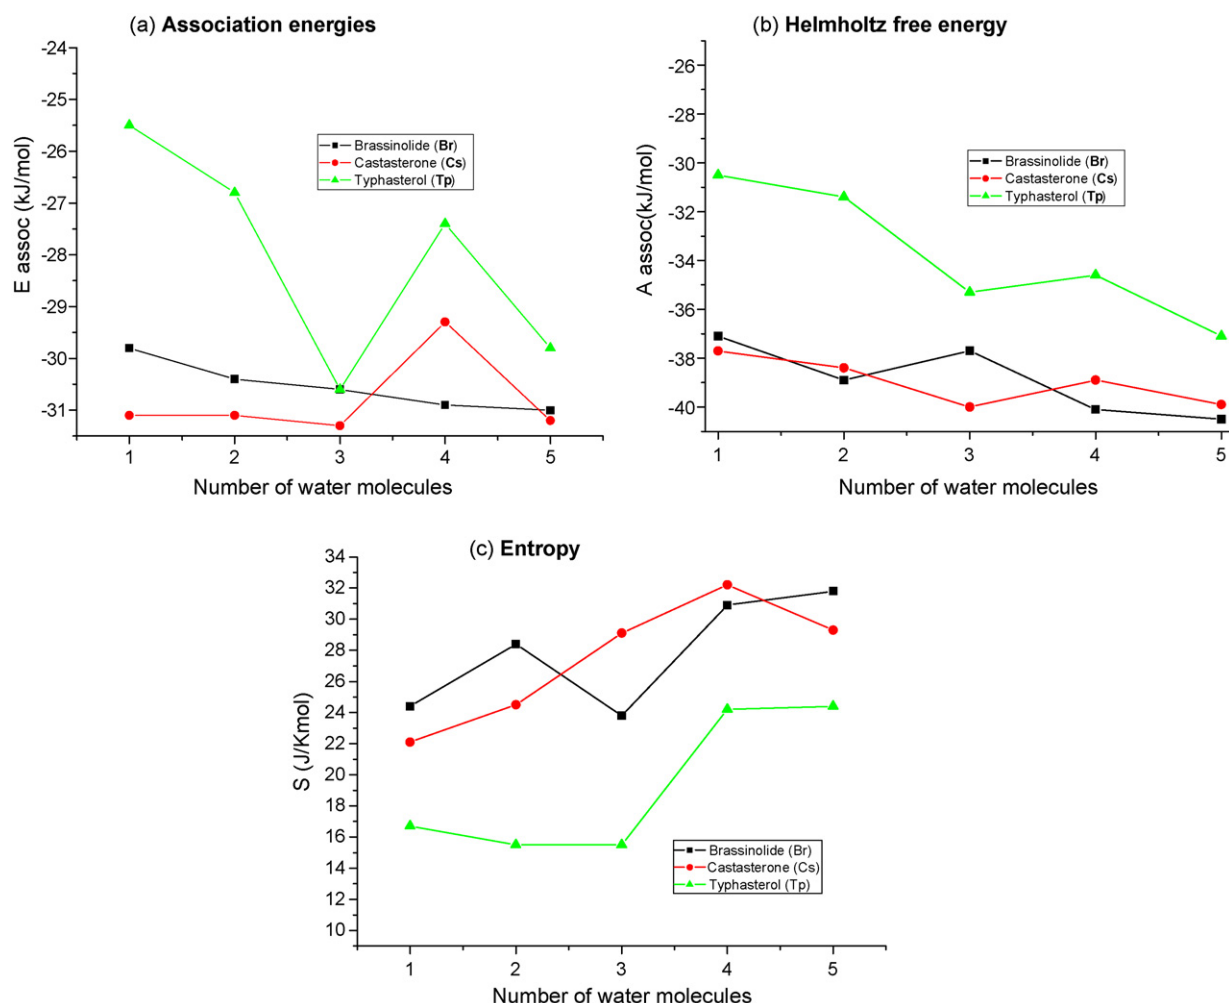 (a) Association energies
-24
-25
-26
-27
-28
-29
-30
-31
E assoc (kJ/mol)
Brassinolide (Br)
Castasterone (Cs)
Typhasterol (Tp)
1 2 3 4 5
Number of water molecules
(b) Helmholtz free energy
-26
-28
-30
-32
-34
-36
-38
-40
A assoc(kJ/mol)
Brassinolide (Br)
Castasterone (Cs)
Typhasterol (Tp)
1 2 3 4 5
Number of water molecules
(c) Entropy
34
32
30
28
26
24
22
20
18
16
14
12
10
S (J/Kmol)
Brassinolide (Br)
Castasterone (Cs)
Typhasterol (Tp)
1 2 3 4 5
Number of water molecules